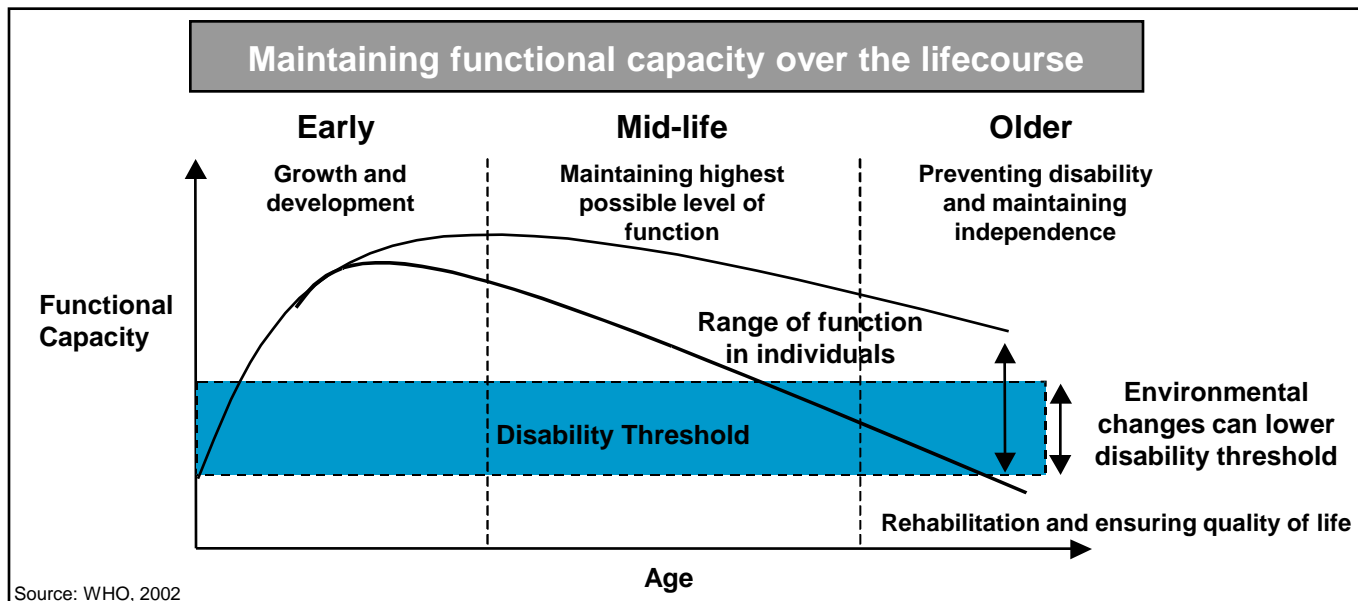 Maintaining functional capacity over the lifecourse
Early
Mid-life
Older
Growth and
development
Maintaining highest
possible level of
function
Preventing disability
and maintaining
independence
Functional
Capacity
Range of function
in individuals
Disability Threshold
Environmental
changes can lower
disability threshold
Rehabilitation and ensuring quality of life
Age
Source: WHO, 2002